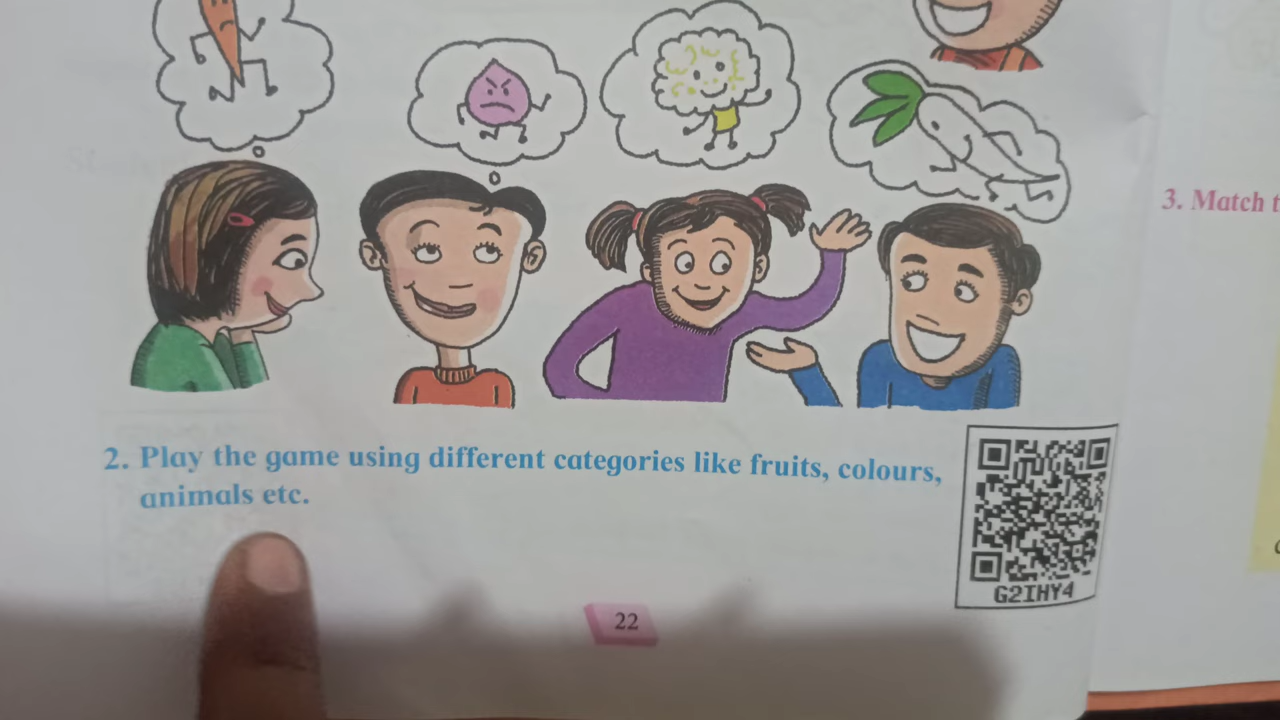 3. Match t
2. Play the game using different categories like fruits, colours,
animals etc.
G2IHY4
22